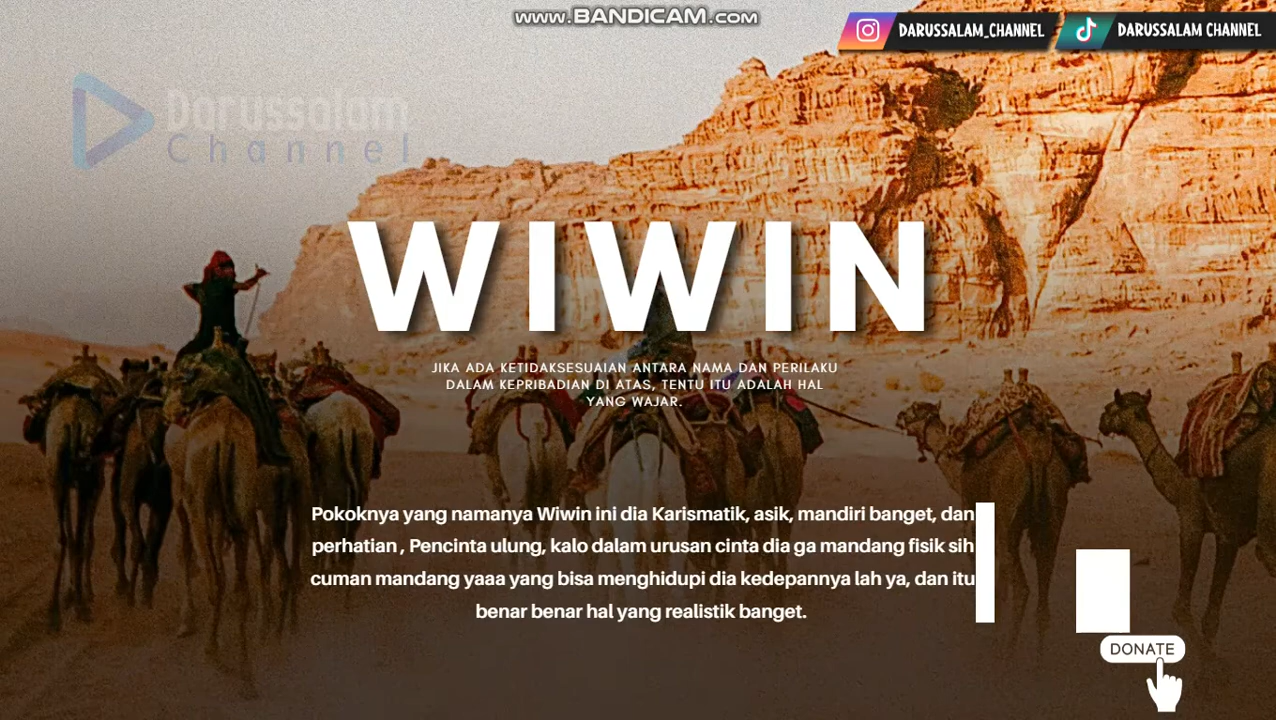 www.BANDICAM.com
DARUSSALAM_CHANNEL
DARUSSALAM CHANNEL
Darussalam
Channel
WIWIN
JIKA ADA KETIDAKSESUAIAN ANTARA NAMA DAN PERILAKU
DALAM KEPRIBADIAN DI ATAS, TENTU ITU ADALAH HAL
YANG WAJAR.
Pokoknya yang namanya Wiwin ini dia Karismatik, asik, mandiri banget, dan
perhatian , Pencinta ulung, kalo dalam urusan cinta dia ga mandang fisik sih
cuman mandang yaaa yang bisa menghidupi dia kedepannya lah ya, dan itu
benar benar hal yang realistik banget.
DONATE